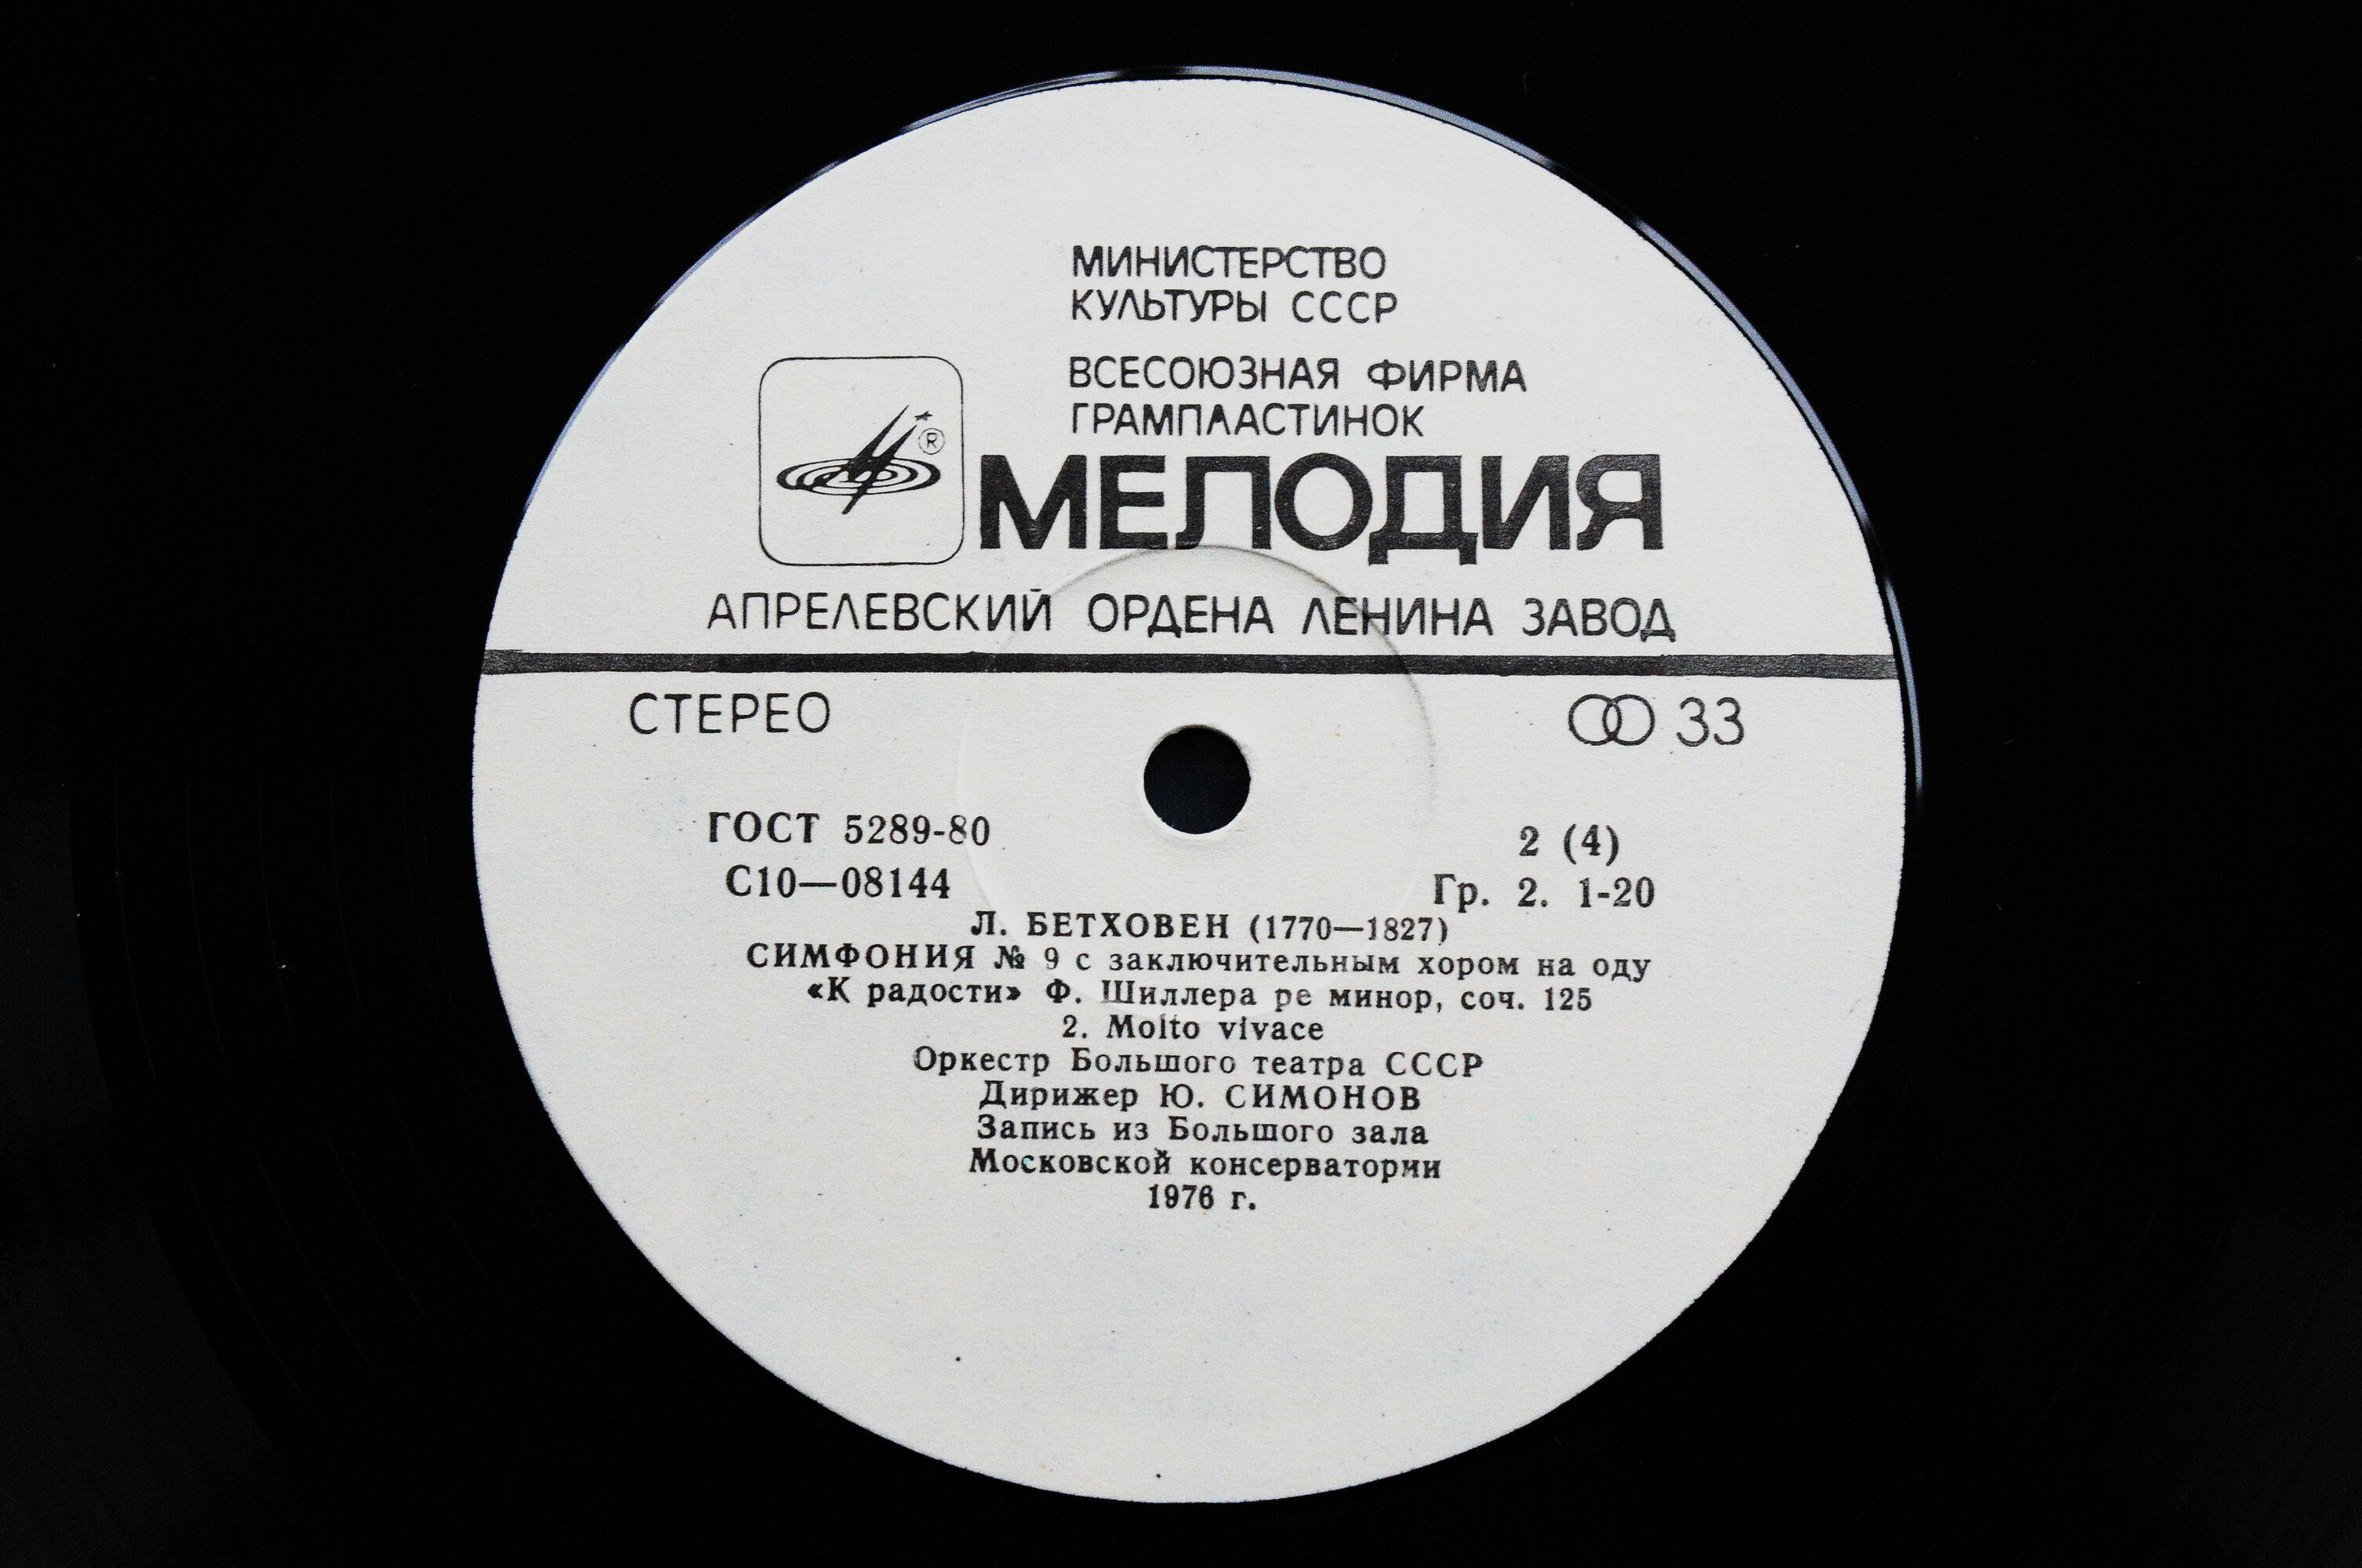 МИНИСТЕРСТВО
КУЛЬТУРЫ СССР
ВСЕСОЮЗНАЯ ФИРМА
ГРАМПЛАСТИНОК
®
МЕЛОДИЯ
АПРЕЛЕВСКИЙ ОРДЕНА ЛЕНИНА ЗАВОД
СТЕРЕО
33
ГОСТ 5289-80
2 (4)
С10—08144
Гр. 2. 1-20
Л. БЕТХОВЕН (1770—1827)
СИМФОНИЯ № 9 с заключительным хором на оду
«К радости» Ф. Шиллера ре минор, соч. 125
2. Molto vivace
Оркестр Большого театра СССР
Дирижер Ю. СИМОНОВ
Запись из Большого зала
Московской консерватории
1976 г.